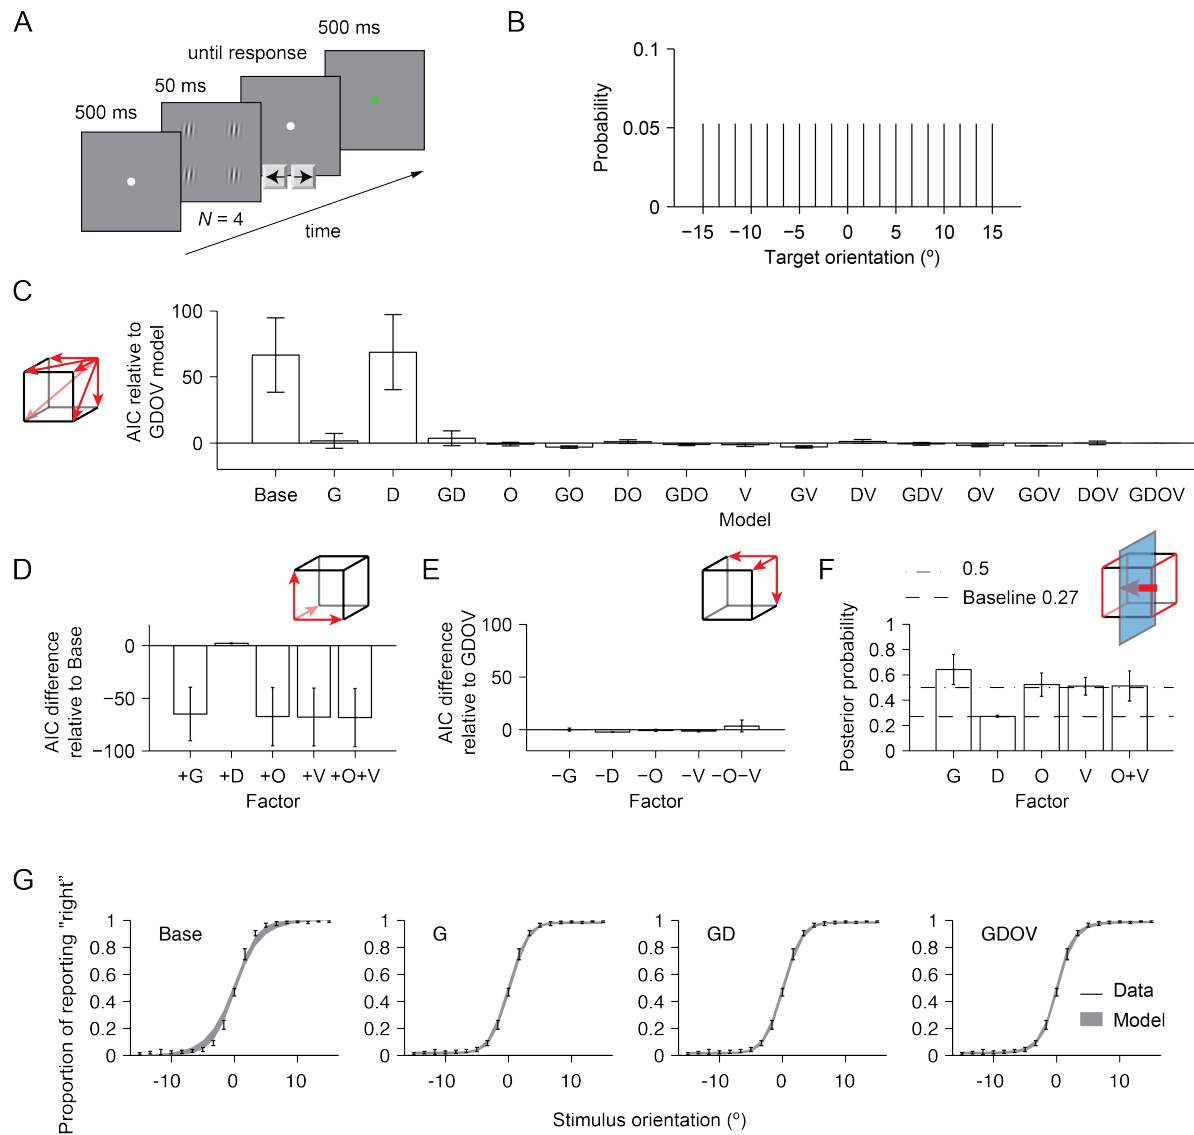 A
500 ms
50 ms
until response
500 ms
N = 4
time
B
Probability
0.1
0.05
0
−15 −10 −5 0 5 10 15
Target orientation (º)
C
AIC relative to
GDOV model
100
50
0
Base G D GD O GO DO GDO V GV DV GDV OV GOV DOV GDOV
Model
D
AIC difference
relative to Base
0
−50
−100
+G +D +O +V +O+V
Factor
E
AIC difference
relative to GDOV
100
50
0
−G −D −O −V −O−V
Factor
F
0.5
Baseline 0.27
Posterior probability
1
0.8
0.6
0.4
0.2
0
G D O V O+V
Factor
G
Proportion of reporting "right"
1
0.8
0.6
0.4
0.2
0
Base
-10 0 10
1
0.8
0.6
0.4
0.2
0
G
-10 0 10
1
0.8
0.6
0.4
0.2
0
GD
-10 0 10
1
0.8
0.6
0.4
0.2
0
GDOV
Data
Model
-10 0 10
Stimulus orientation (º)